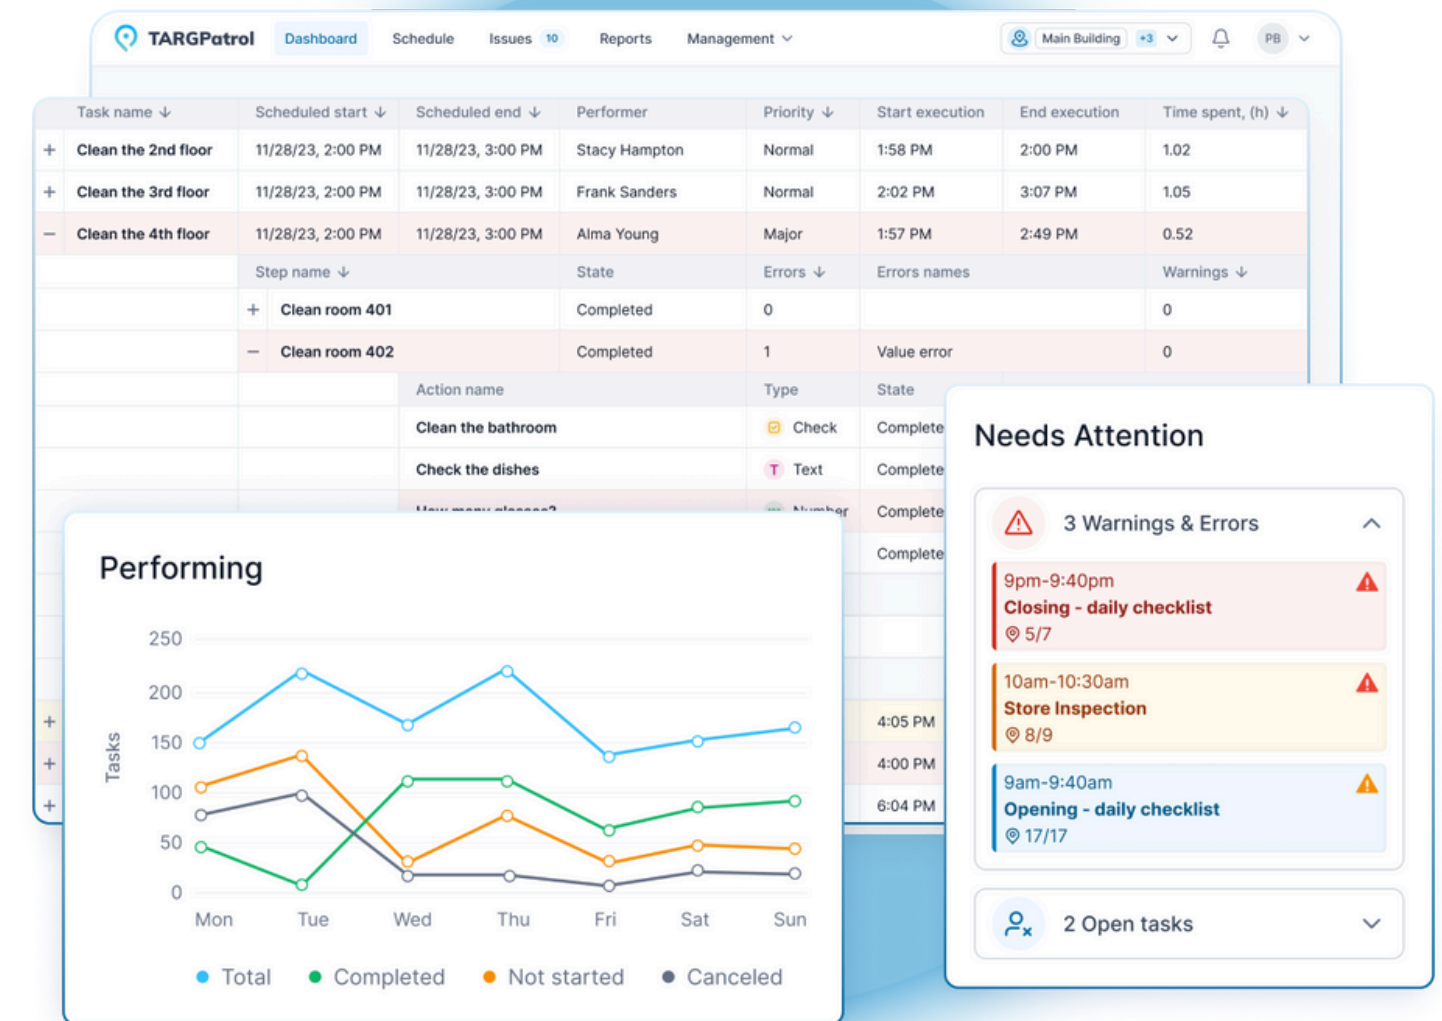 TARGPatrol Dashboard Schedule Issues 10 Reports Management Main Building +3 PB
Task name Scheduled start Scheduled end Performer Priority Start execution End execution Time spent, (h)
Clean the 2nd floor 11/28/23, 2:00 PM 11/28/23, 3:00 PM Stacy Hampton Normal 1:58 PM 2:00 PM 1.02
Clean the 3rd floor 11/28/23, 2:00 PM 11/28/23, 3:00 PM Frank Sanders Normal 2:02 PM 3:07 PM 1.05
Clean the 4th floor 11/28/23, 2:00 PM 11/28/23, 3:00 PM Alma Young Major 1:57 PM 2:49 PM 0.52
Step name State Errors Errors names Warnings
Clean room 401 Completed 0 0
Clean room 402 Completed 1 Value error 0
Action name Type State
Clean the bathroom Check Complete
Check the dishes T Text Complete
How many glasses? Number Complete
Complete
4:05 PM
4:00 PM
6:04 PM
Performing
Tasks
250
200
150
100
50
0
Mon Tue Wed Thu Fri Sat Sun
Total Completed Not started Canceled
Needs Attention
3 Warnings & Errors
9pm-9:40pm
Closing - daily checklist
5/7
10am-10:30am
Store Inspection
8/9
9am-9:40am
Opening - daily checklist
17/17
2 Open tasks